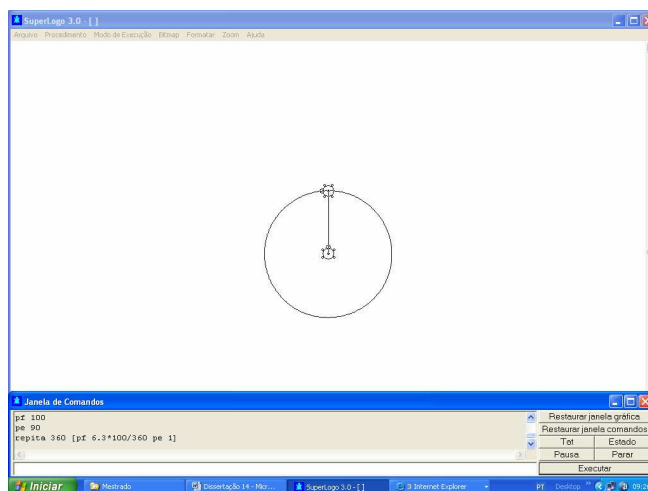 SuperLogo 3.0 - [ ]
Arquivo Procedimento Modo de Execução Bitmap Formatar Zoom Ajuda
Janela de Comandos
pf 100
pe 90
repita 360 [pf 6.3*100/360 pe 1]
Restaurar janela gráfica
Restaurar janela comandos
Tat Estado
Pausa Parar
Executar
Iniciar Mestrado Dissertação 14 - Micr... SuperLogo 3.0 - [ ] 3 Internet Explorer PT Desktop 09:26